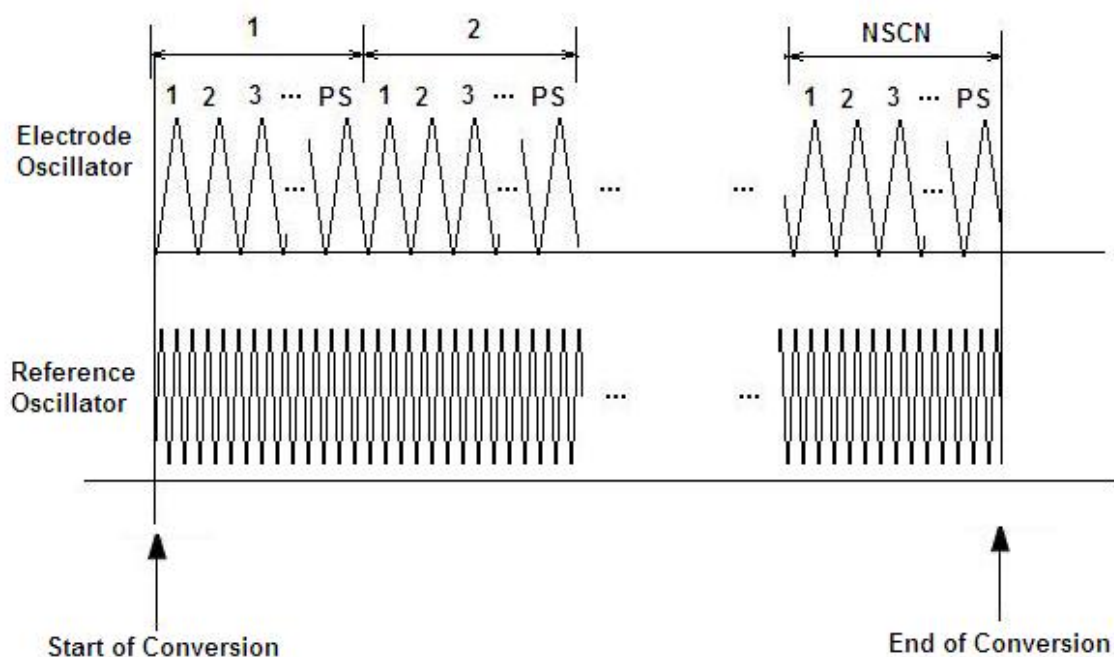 1 2 NSCN
1 2 3 ... PS 1 2 3 ... PS 1 2 3 ... PS
Electrode
Oscillator
... ... ... ... ...
Reference
Oscillator
... ...
Start of Conversion
End of Conversion